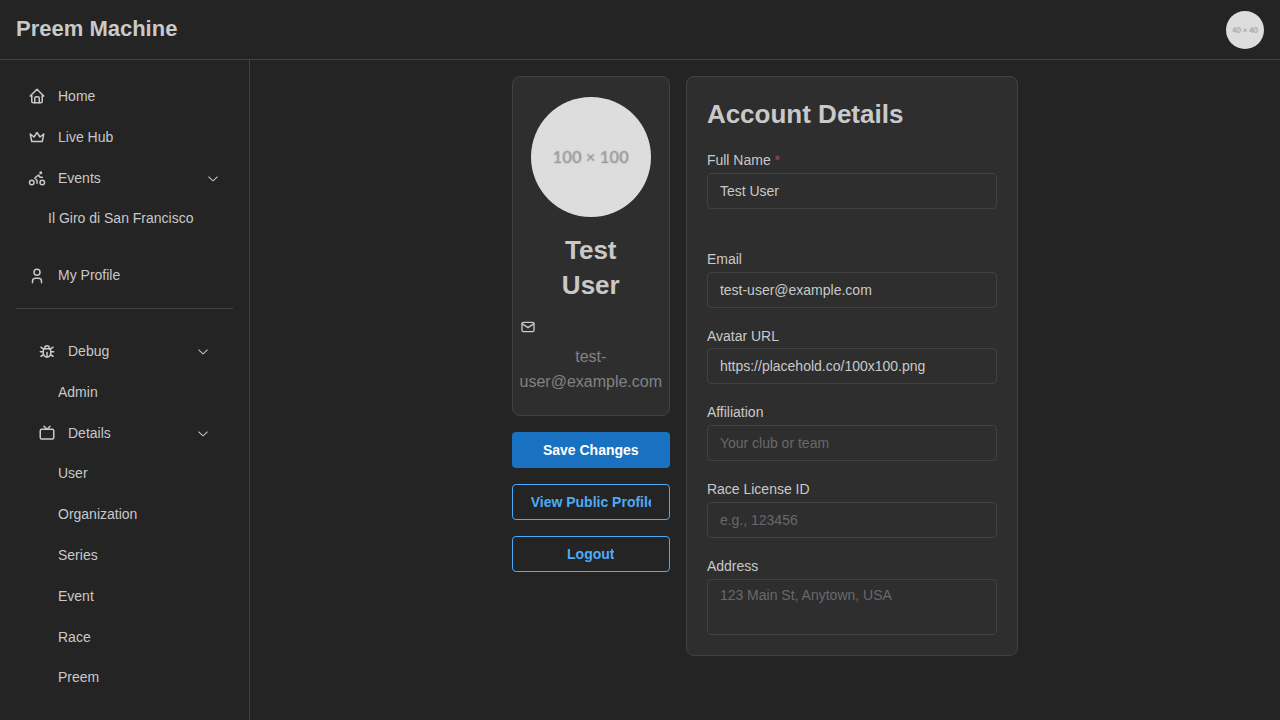 Preem Machine
40 × 40
Home
Live Hub
Events
Il Giro di San Francisco
My Profile
Debug
Admin
Details
User
Organization
Series
Event
Race
Preem
100 × 100
Test
User
test-
user@example.com
Save Changes
View Public Profile
Logout
Account Details
Full Name *
Test User
Email
test-user@example.com
Avatar URL
https://placehold.co/100x100.png
Affiliation
Your club or team
Race License ID
e.g., 123456
Address
123 Main St, Anytown, USA